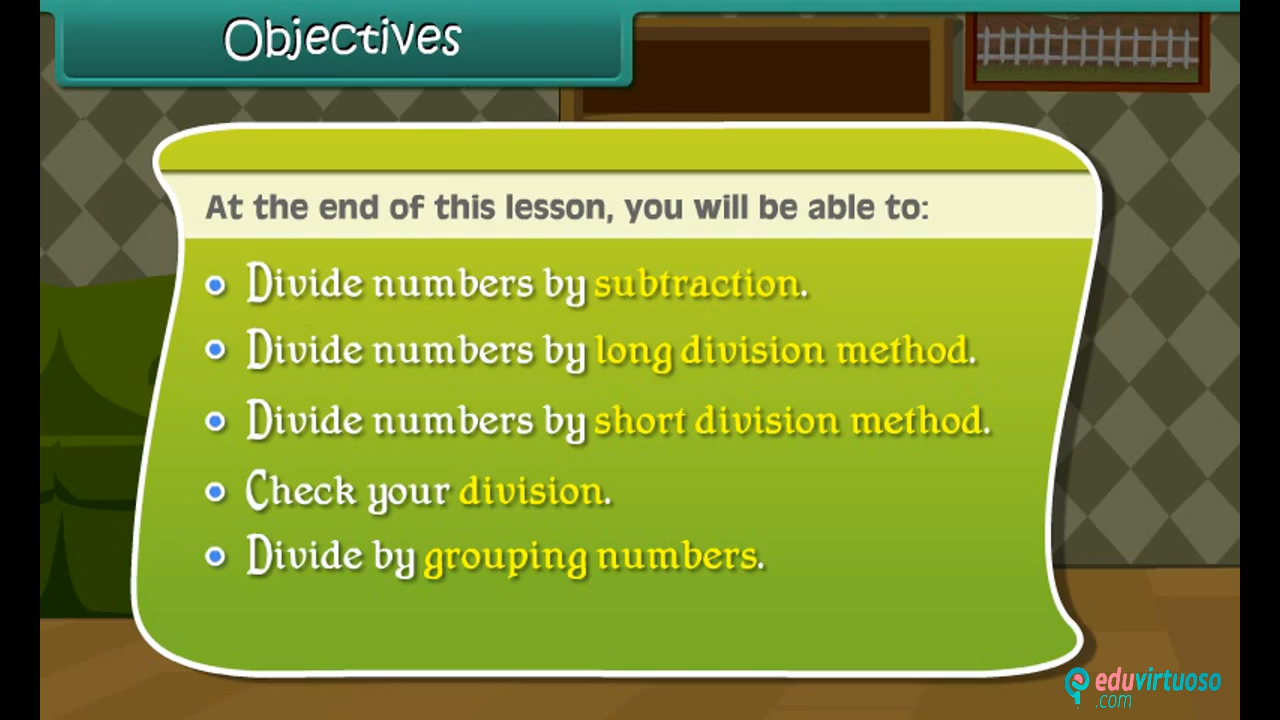 Objectives
At the end of this lesson, you will be able to:
Divide numbers by subtraction.
Divide numbers by long division method.
Divide numbers by short division method.
Check your division.
Divide by grouping numbers.
eduvirtuoso
.com